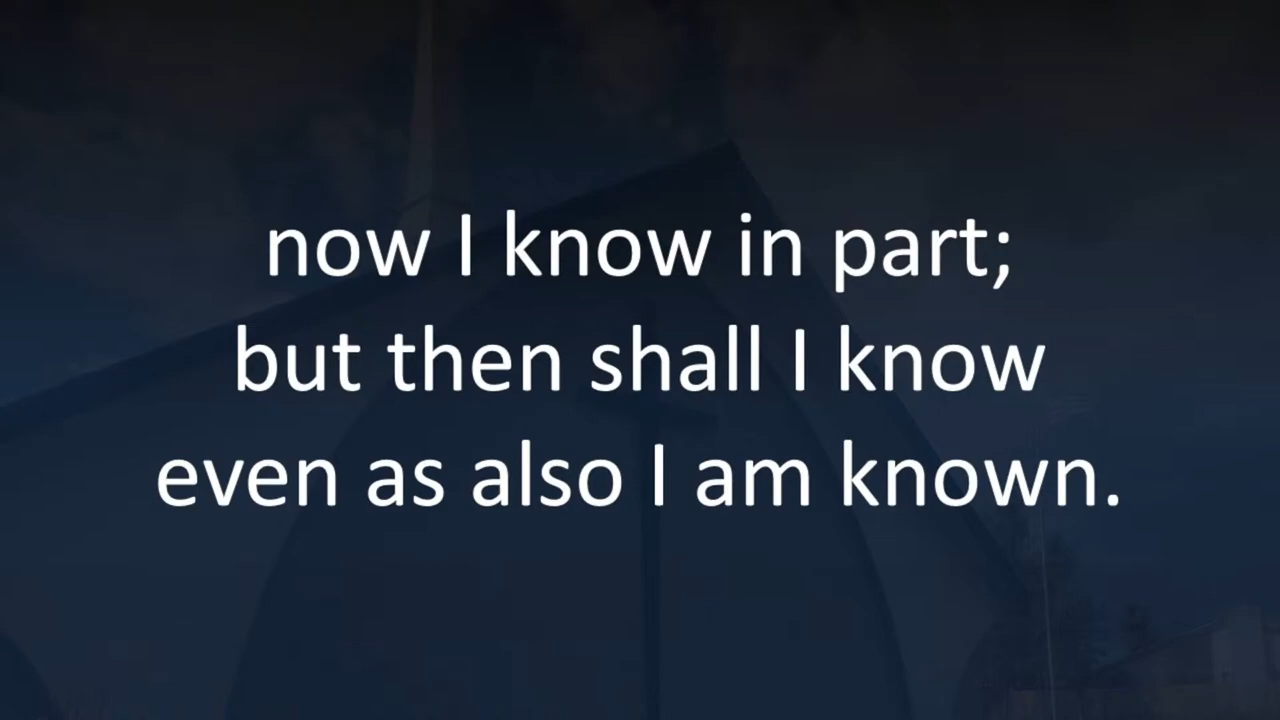 now I know in part;
but then shall I know
even as also I am known.